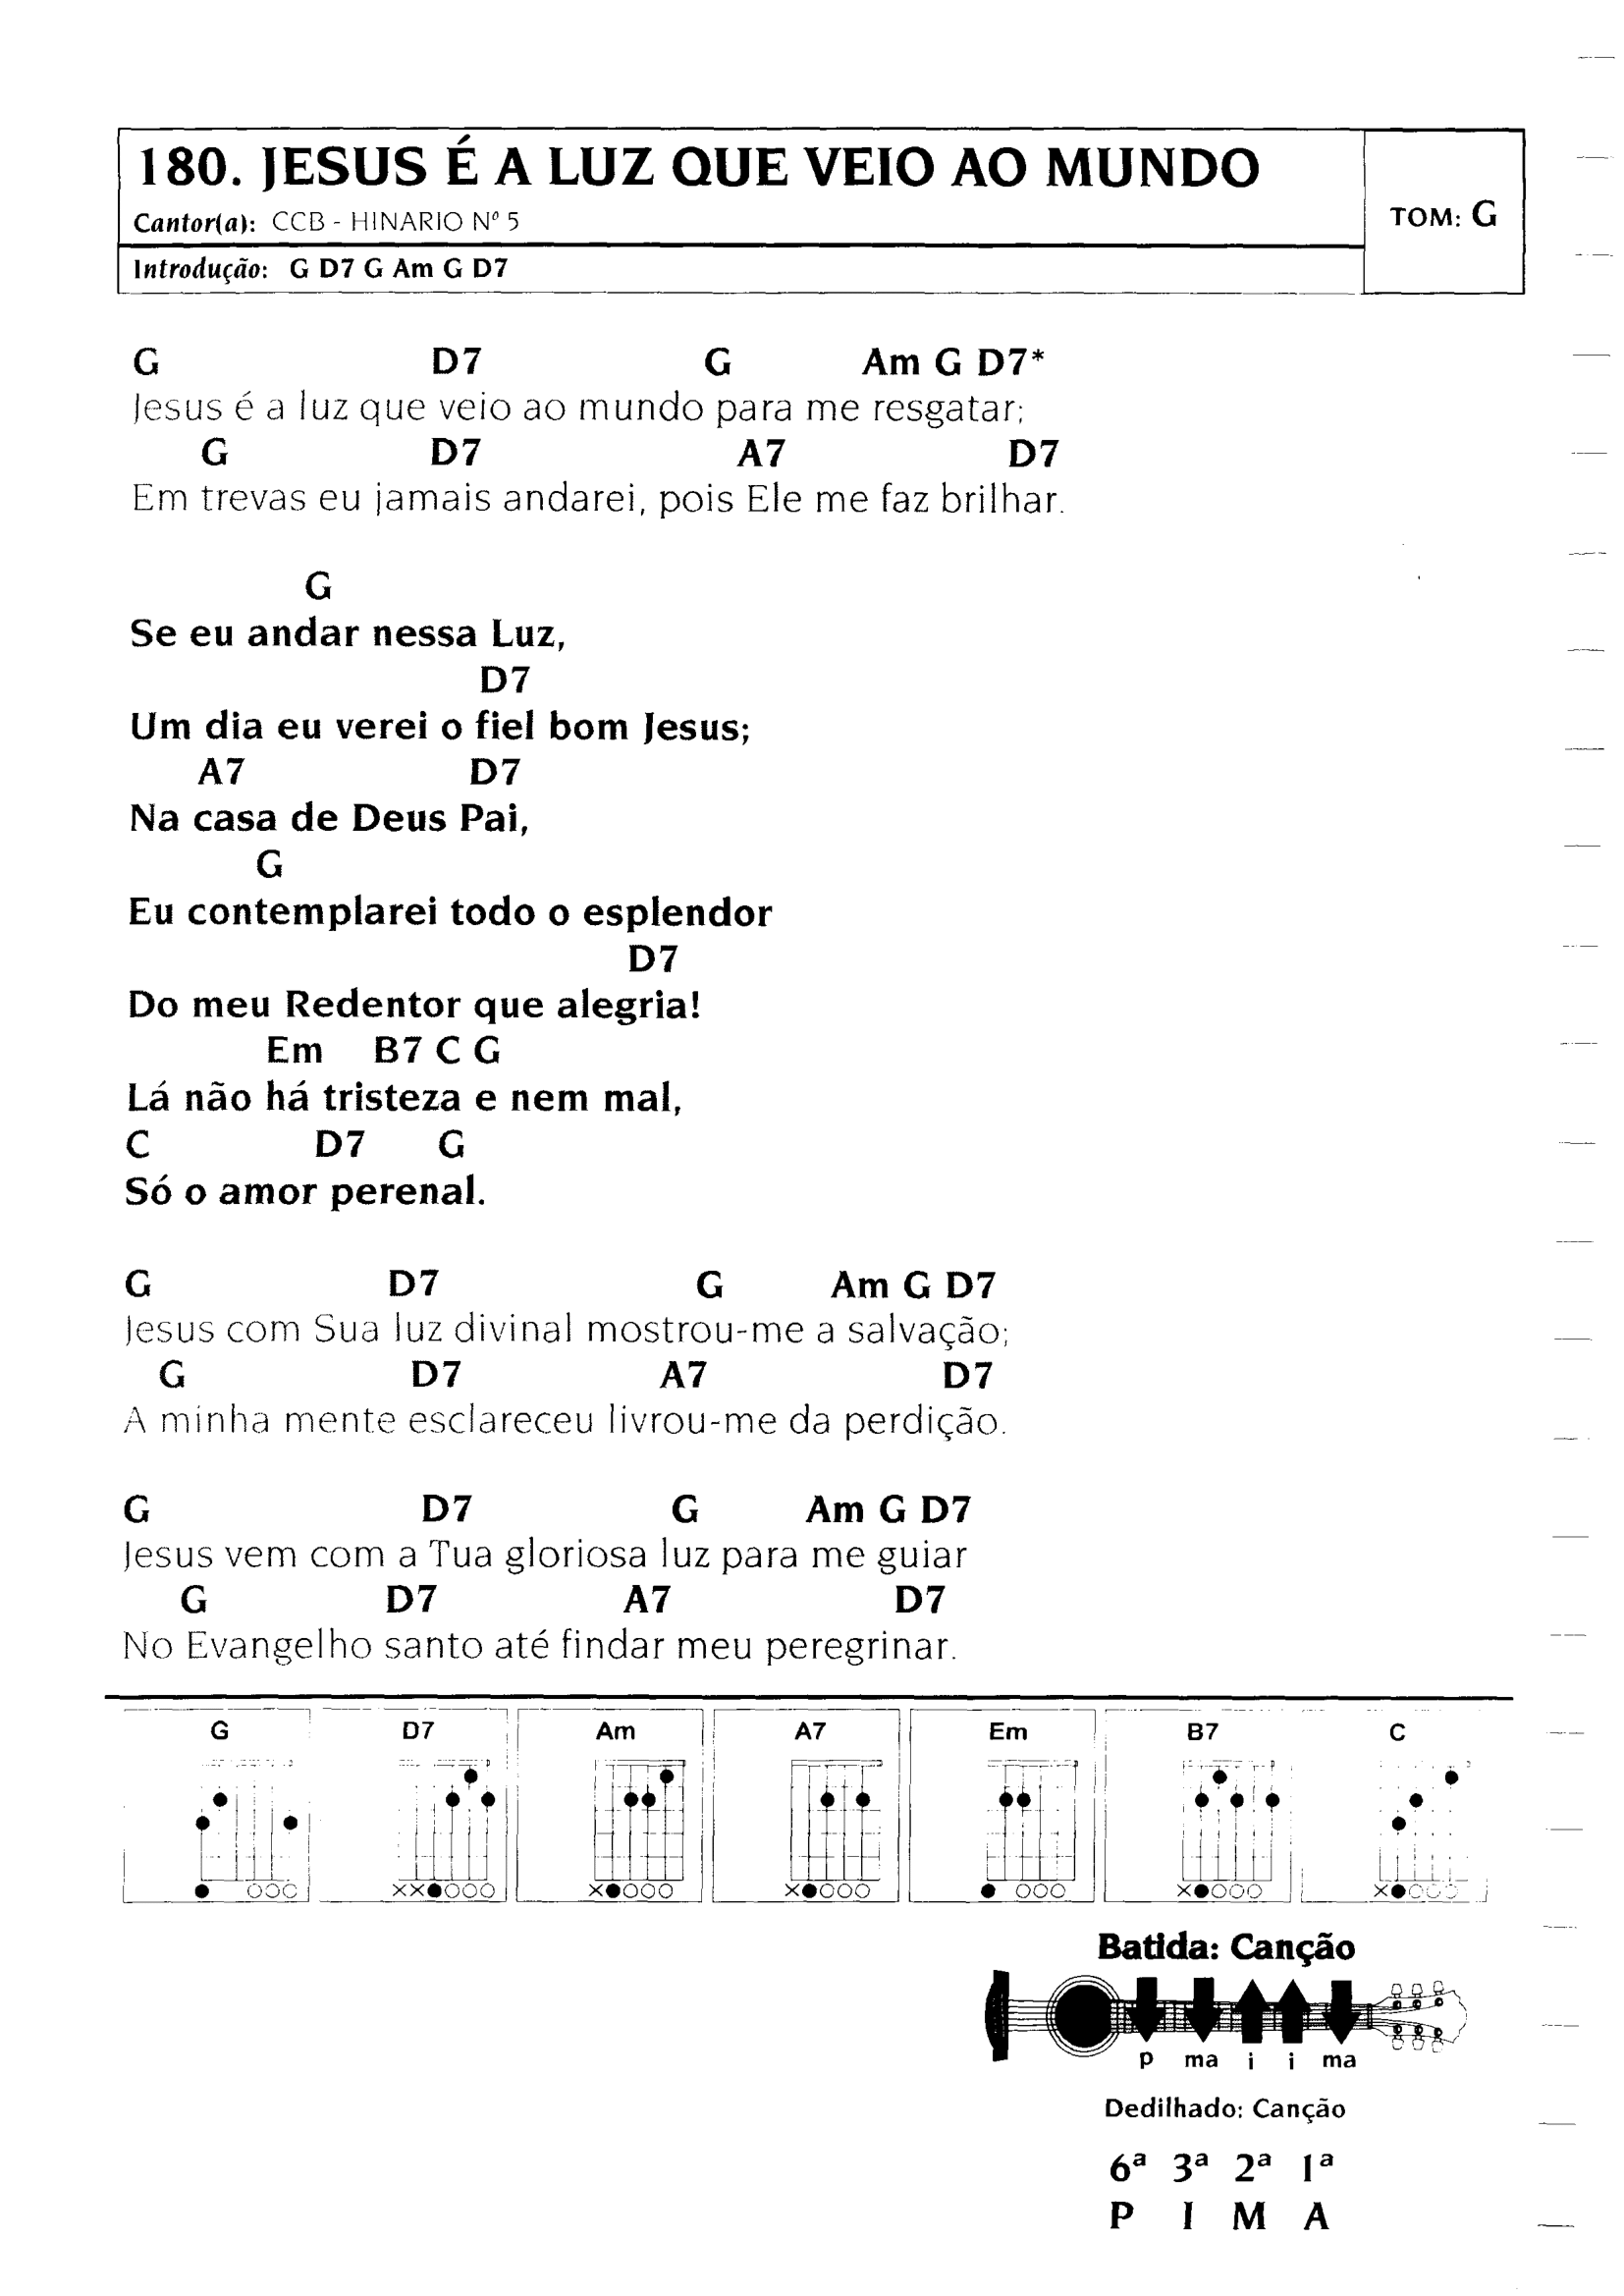 180. JESUS É A LUZ QUE VEIO AO MUNDO
Cantor(a): CCB - HINARIO Nº 5
TOM: G
Introdução: G D7 G Am G D7
G D7 G Am G D7*
Jesus é a luz que veio ao mundo para me resgatar;
G D7 A7 D7
Em trevas eu jamais andarei, pois Ele me faz brilhar.
G
Se eu andar nessa Luz,
D7
Um dia eu verei o fiel bom Jesus;
A7 D7
Na casa de Deus Pai,
G
Eu contemplarei todo o esplendor
D7
Do meu Redentor que alegria!
Em B7 C G
Lá não há tristeza e nem mal,
C D7 G
Só o amor perenal.
G D7 G Am G D7
Jesus com Sua luz divinal mostrou-me a salvação;
G D7 A7 D7
A minha mente esclareceu livrou-me da perdição.
G D7 G Am G D7
Jesus vem com a Tua gloriosa luz para me guiar
G D7 A7 D7
No Evangelho santo até findar meu peregrinar.
G D7 Am A7 Em B7 C
Batida: Canção
p ma i i ma
Dedilhado: Canção
6ª 3ª 2ª 1ª
P I M A